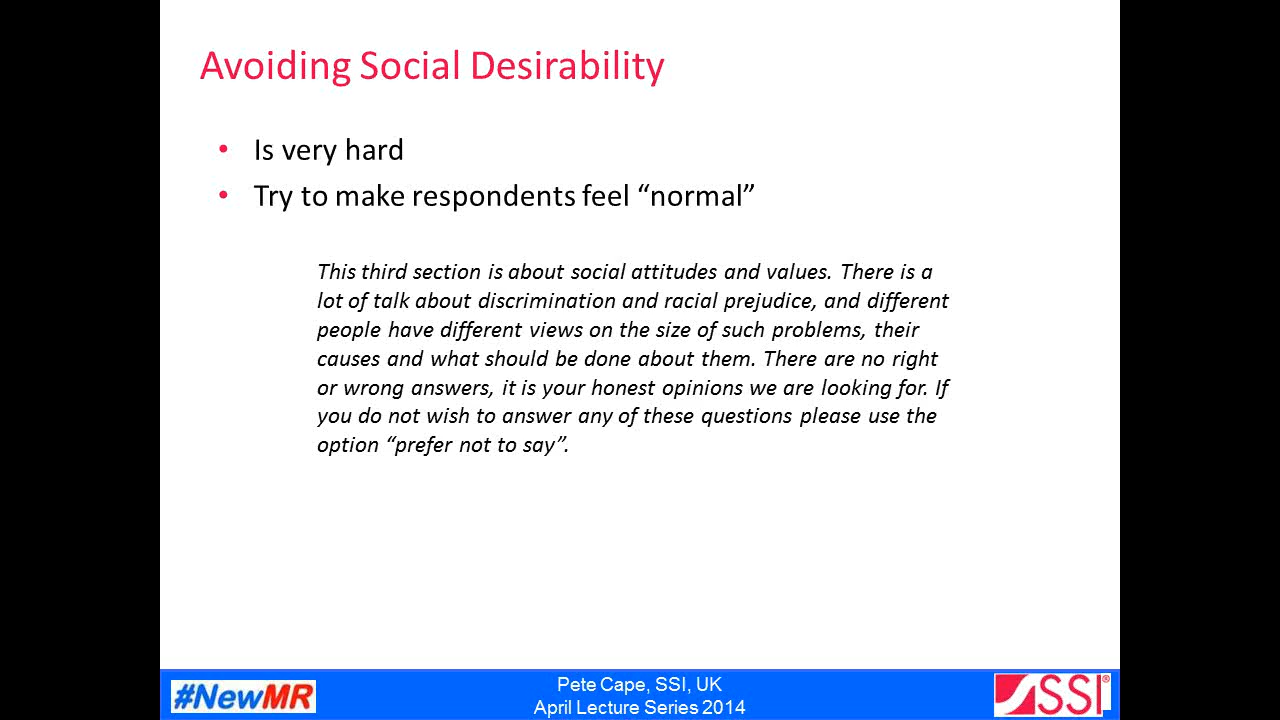 Avoiding Social Desirability
• Is very hard
• Try to make respondents feel “normal”
This third section is about social attitudes and values. There is a
lot of talk about discrimination and racial prejudice, and different
people have different views on the size of such problems, their
causes and what should be done about them. There are no right
or wrong answers, it is your honest opinions we are looking for. If
you do not wish to answer any of these questions please use the
option “prefer not to say”.
#NewMR
Pete Cape, SSI, UK
April Lecture Series 2014
SSI®